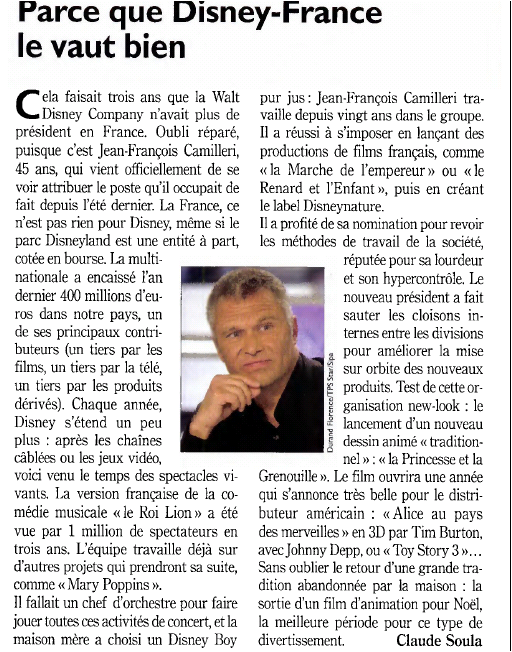 Parce que Disney-France
le vaut bien
Cela faisait trois ans que la Walt
Disney Company n'avait plus de
président en France. Oubli réparé,
puisque c'est Jean-François Camilleri,
45 ans, qui vient officiellement de se
voir attribuer le poste qu'il occupait de
fait depuis l'été dernier. La France, ce
n'est pas rien pour Disney, même si le
parc Disneyland est une entité à part,
cotée en bourse. La multi-
nationale a encaissé l'an
dernier 400 millions d'eu-
ros dans notre pays, un
de ses principaux contri-
buteurs (un tiers par les
films, un tiers par la télé,
un tiers par les produits
dérivés). Chaque année,
Disney s'étend un peu
plus : après les chaînes
câblées ou les jeux vidéo,
voici venu le temps des spectacles vi-
vants. La version française de la co-
médie musicale « le Roi Lion » a été
vue par 1 million de spectateurs en
trois ans. L'équipe travaille déjà sur
d'autres projets qui prendront sa suite,
comme « Mary Poppins ».
Il fallait un chef d'orchestre pour faire
jouer toutes ces activités de concert, et la
maison mère a choisi un Disney Boy
pur jus : Jean-François Camilleri tra-
vaille depuis vingt ans dans le groupe.
Il a réussi à s'imposer en lançant des
productions de films français, comme
« la Marche de l'empereur » ou « le
Renard et l'Enfant », puis en créant
le label Disneynature.
Il a profité de sa nomination pour revoir
les méthodes de travail de la société,
réputée pour sa lourdeur
et son hypercontrôle. Le
nouveau président a fait
sauter les cloisons in-
ternes entre les divisions
pour améliorer la mise
sur orbite des nouveaux
produits. Test de cette or-
ganisation new-look : le
lancement d'un nouveau
dessin animé « tradition-
nel » : « la Princesse et la
Grenouille ». Le film ouvrira une année
qui s'annonce très belle pour le distri-
buteur américain : « Alice au pays
des merveilles » en 3D par Tim Burton,
avec Johnny Depp, ou « Toy Story 3 »...
Sans oublier le retour d'une grande tra-
dition abandonnée par la maison : la
sortie d'un film d'animation pour Noël,
la meilleure période pour ce type de
divertissement. Claude Soula
Durand Florence/TPS Star/Sipa